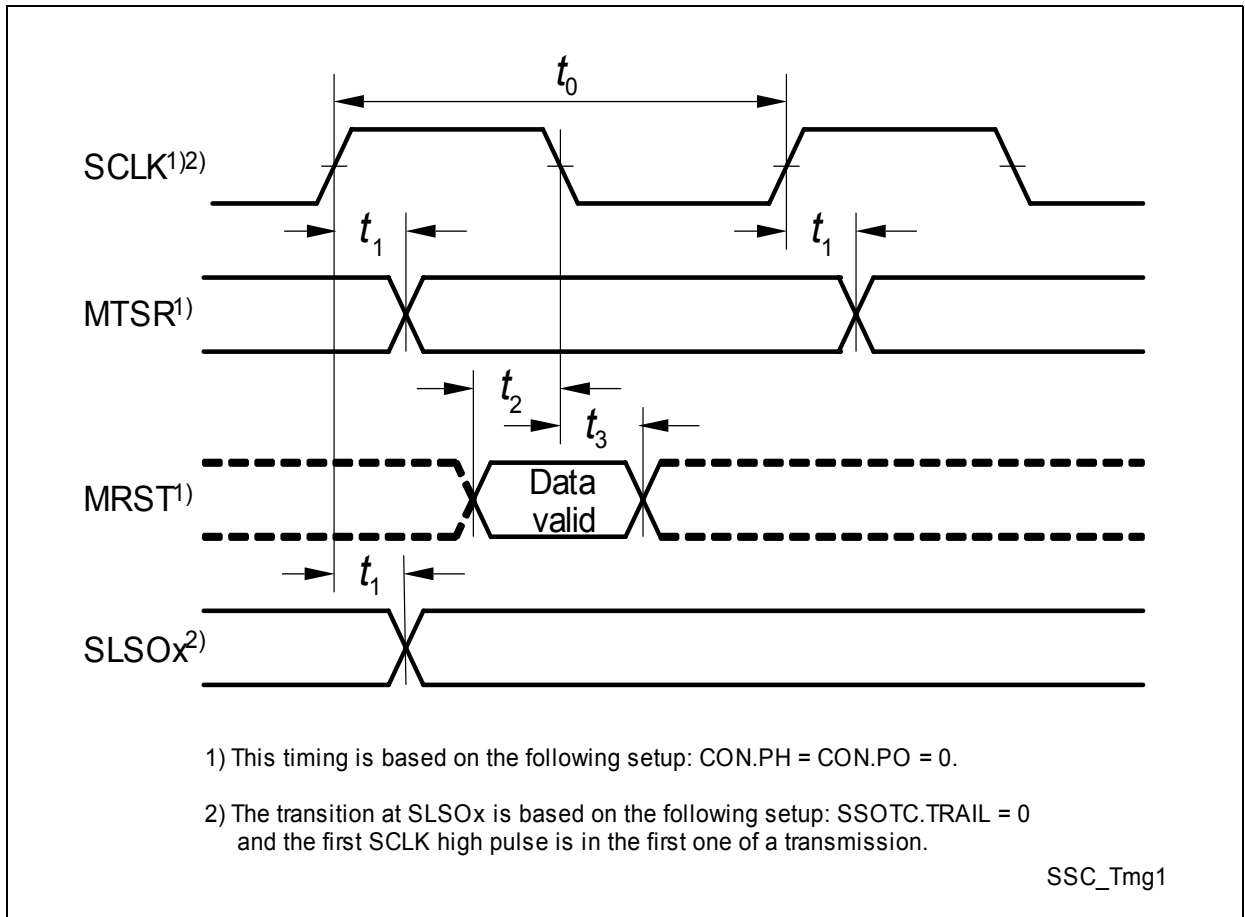 t0
SCLK1)2)
t1 t1
MTSR1)
t2
t3
MRST1)
Data
valid
t1
SLSOx2)
1) This timing is based on the following setup: CON.PH = CON.PO = 0.
2) The transition at SLSOx is based on the following setup: SSOTC.TRAIL = 0
and the first SCLK high pulse is in the first one of a transmission.
SSC_Tmg1